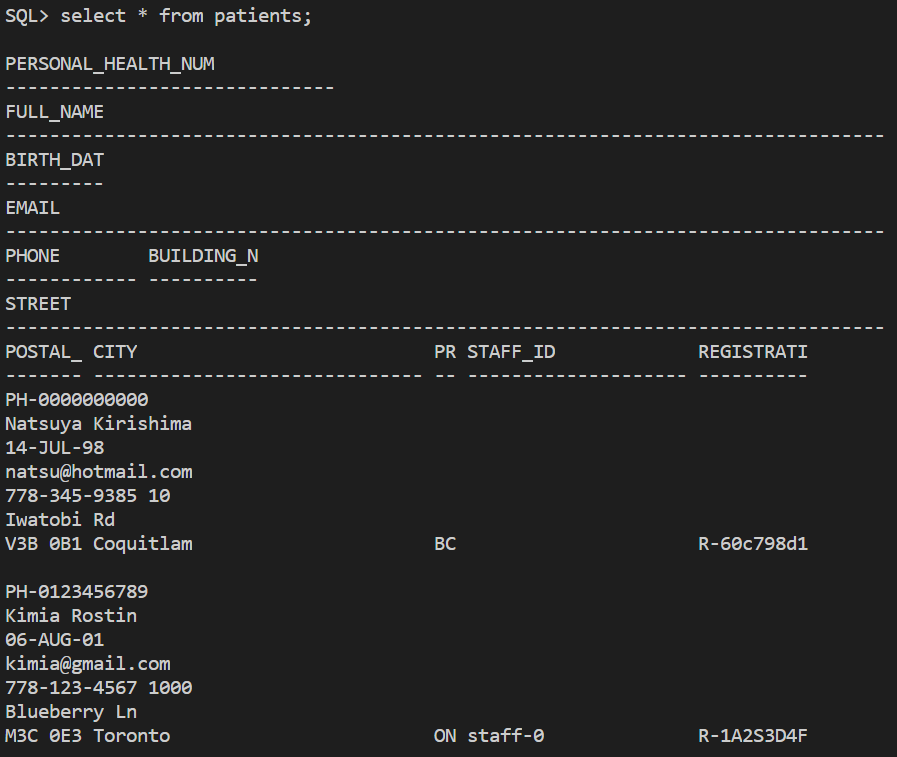 SQL> select * from patients;
PERSONAL_HEALTH_NUM
------------------------------
FULL_NAME
--------------------------------------------------------------------------------
BIRTH_DAT
---------
EMAIL
--------------------------------------------------------------------------------
PHONE        BUILDING_N
------------ ----------
STREET
--------------------------------------------------------------------------------
POSTAL_ CITY                           PR STAFF_ID             REGISTRATI
------- ------------------------------ -- -------------------- ----------
PH-0000000000
Natsuya Kirishima
14-JUL-98
natsu@hotmail.com
778-345-9385 10
Iwatobi Rd
V3B 0B1 Coquitlam                      BC                      R-60c798d1
PH-0123456789
Kimia Rostin
06-AUG-01
kimia@gmail.com
778-123-4567 1000
Blueberry Ln
M3C 0E3 Toronto                        ON staff-0              R-1A2S3D4F